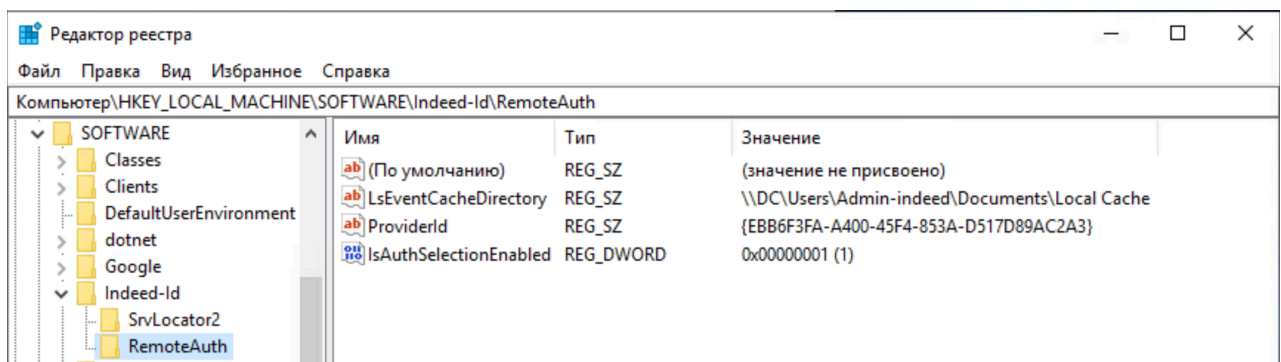 Редактор реестра
Файл Правка Вид Избранное Справка
Компьютер\HKEY_LOCAL_MACHINE\SOFTWARE\Indeed-Id\RemoteAuth
SOFTWARE
Classes
Clients
DefaultUserEnvironment
dotnet
Google
Indeed-Id
SrvLocator2
RemoteAuth
Имя Тип Значение
(По умолчанию) REG_SZ (значение не присвоено)
LsEventCacheDirectory REG_SZ \\DC\Users\Admin-indeed\Documents\Local Cache
ProviderId REG_SZ {EBB6F3FA-A400-45F4-853A-D517D89AC2A3}
IsAuthSelectionEnabled REG_DWORD 0x00000001 (1)